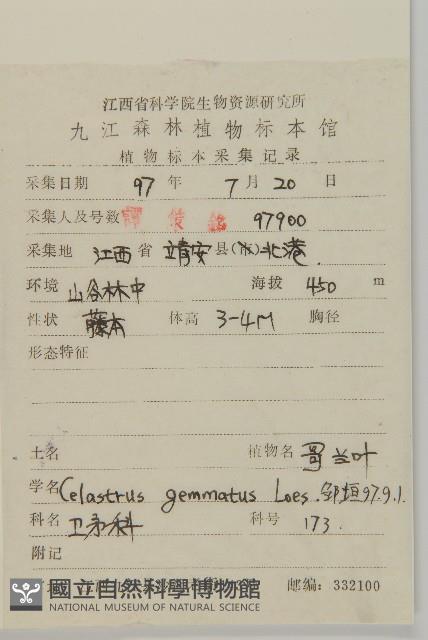 江西省科学院生物资源研究所
九江森林植物标本馆
植物标本采集记录
采集日期 97 年 7 月 20 日
采集人及号数 97900
采集地 江西 省 靖安 县(市)北港.
环境 山谷林中 海拔 450 m
性状 藤本 体高 3-4M 胸径
形态特征
土名 植物名 哥兰叶
学名 Celastrus gemmatus Loes. 邹垣97.9.1.
科名 卫矛科 科号 173.
附记
邮编: 332100
國立自然科學博物館
NATIONAL MUSEUM OF NATURAL SCIENCE